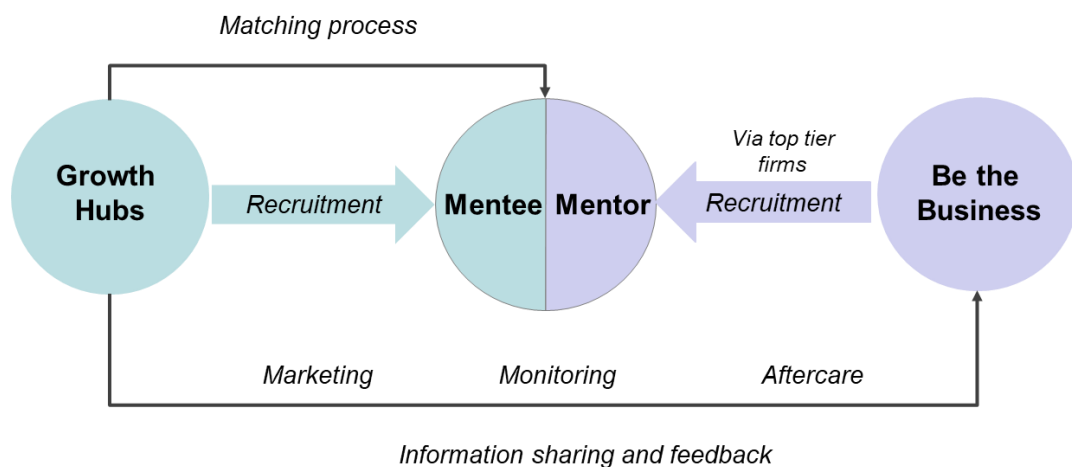 Matching process
Growth
Hubs
Recruitment
Mentee
Mentor
Via top tier
firms
Recruitment
Be the
Business
Marketing
Monitoring
Aftercare
Information sharing and feedback